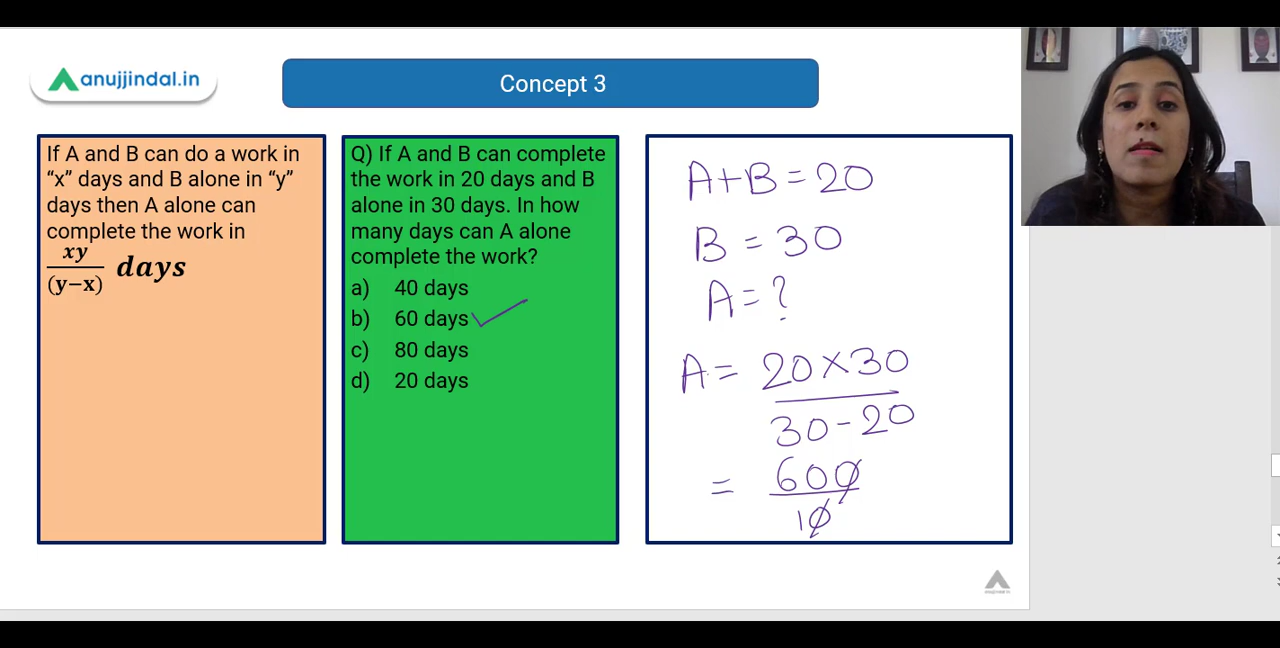 anujjindal.in
Concept 3
If A and B can do a work in
“x” days and B alone in “y”
days then A alone can
complete the work in
xy
(y−x) days
Q) If A and B can complete
the work in 20 days and B
alone in 30 days. In how
many days can A alone
complete the work?
a) 40 days
b) 60 days
c) 80 days
d) 20 days
A+B=20
B=30
A=?
A= 20×30
30-20
= 600
10